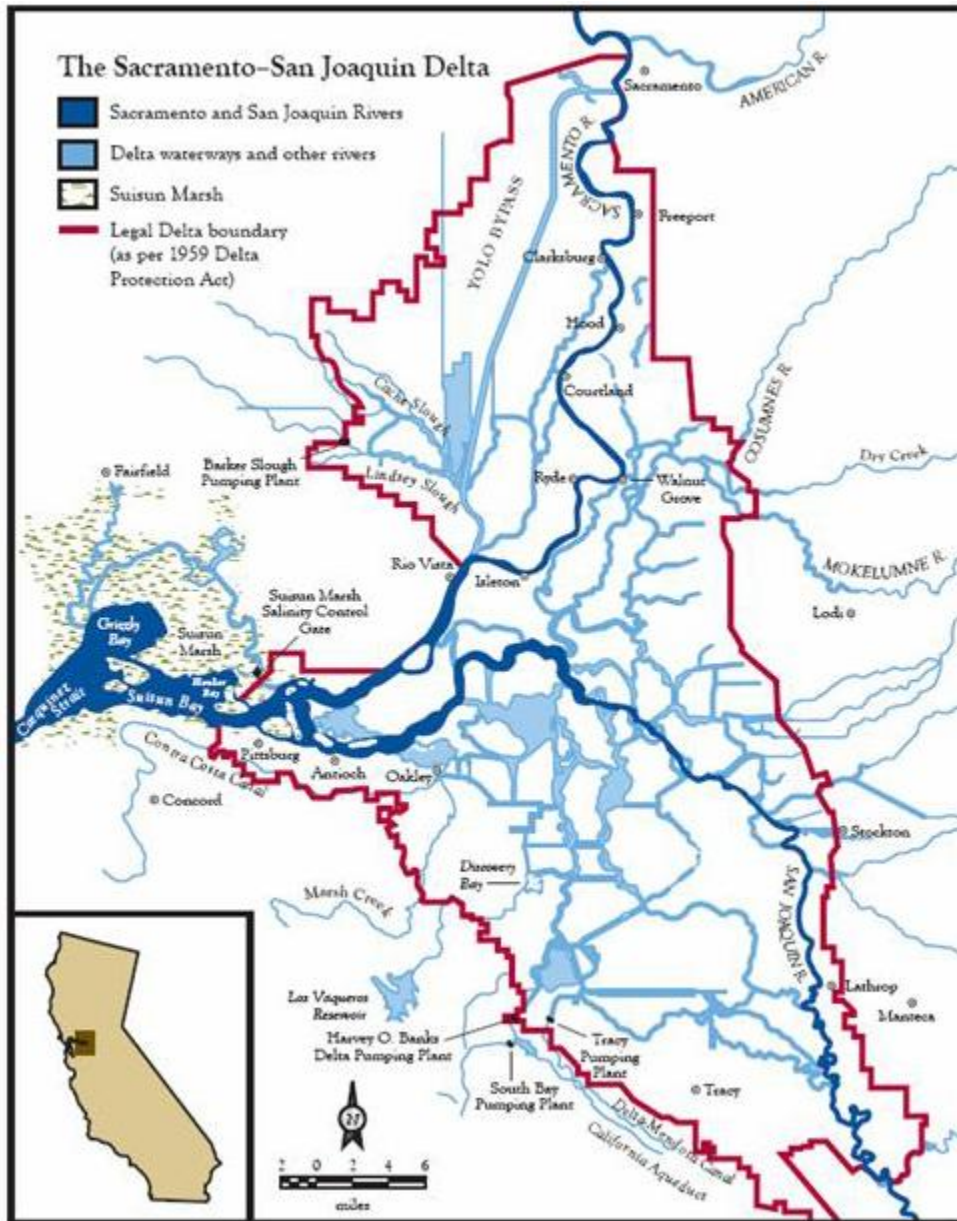 The Sacramento–San Joaquin Delta
Sacramento and San Joaquin Rivers
Delta waterways and other rivers
Suisun Marsh
Legal Delta boundary
(as per 1959 Delta
Protection Act)
Sacramento
AMERICAN R.
SACRAMENTO R.
YOLO BYPASS
Freeport
Clarksburg
Hood
Courtland
COSUMNES R.
Cache Slough
Dry Creek
Barker Slough
Pumping Plant
Fairfield
Lindsey Slough
Ryde
Walnut
Grove
Rio Vista
Isleton
MOKELUMNE R.
Suisun Marsh
Salinity Control
Gate
Lodi
Grizzly
Bay
Suisun
Marsh
Honker
Bay
Suisun Bay
Carquinez
Strait
Pittsburg
Antioch
Oakley
Contra Costa
Canal
Concord
Stockton
Discovery
Bay
Marsh Creek
SAN JOAQUIN R.
Los Vaqueros
Reservoir
Lathrop
Manteca
Harvey O. Banks
Delta Pumping Plant
Tracy
Pumping
Plant
South Bay
Pumping Plant
Tracy
Delta Mendota Canal
California Aqueduct
N
2 0 2 4 6
miles